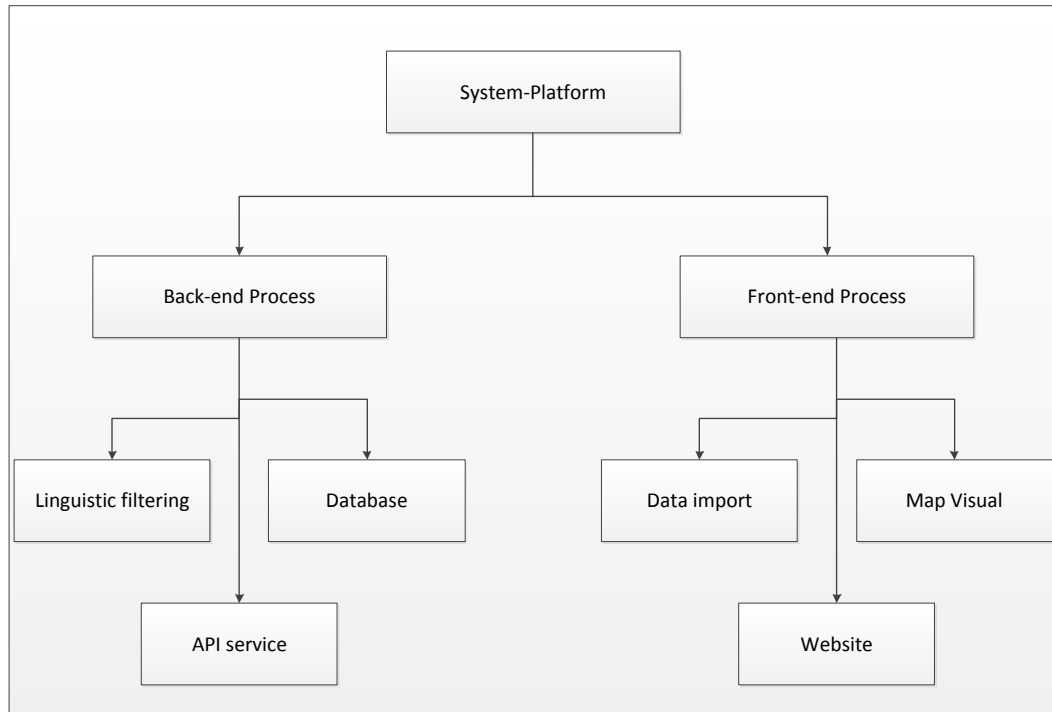 System-Platform
Back-end Process
Front-end Process
Linguistic filtering
Database
Data import
Map Visual
API service
Website